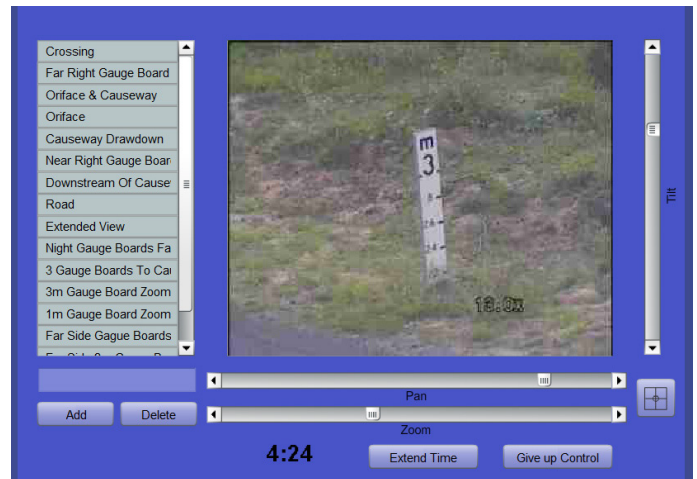 Crossing
Far Right Gauge Board
Oriface & Causeway
Oriface
Causeway Drawdown
Near Right Gauge Boar
Downstream Of Cause
Road
Extended View
Night Gauge Boards Fa
3 Gauge Boards To Cau
3m Gauge Board Zoom
1m Gauge Board Zoom
Far Side Gague Boards
m
3
13.0x
Tilt
Pan
Zoom
Add
Delete
4:24
Extend Time
Give up Control